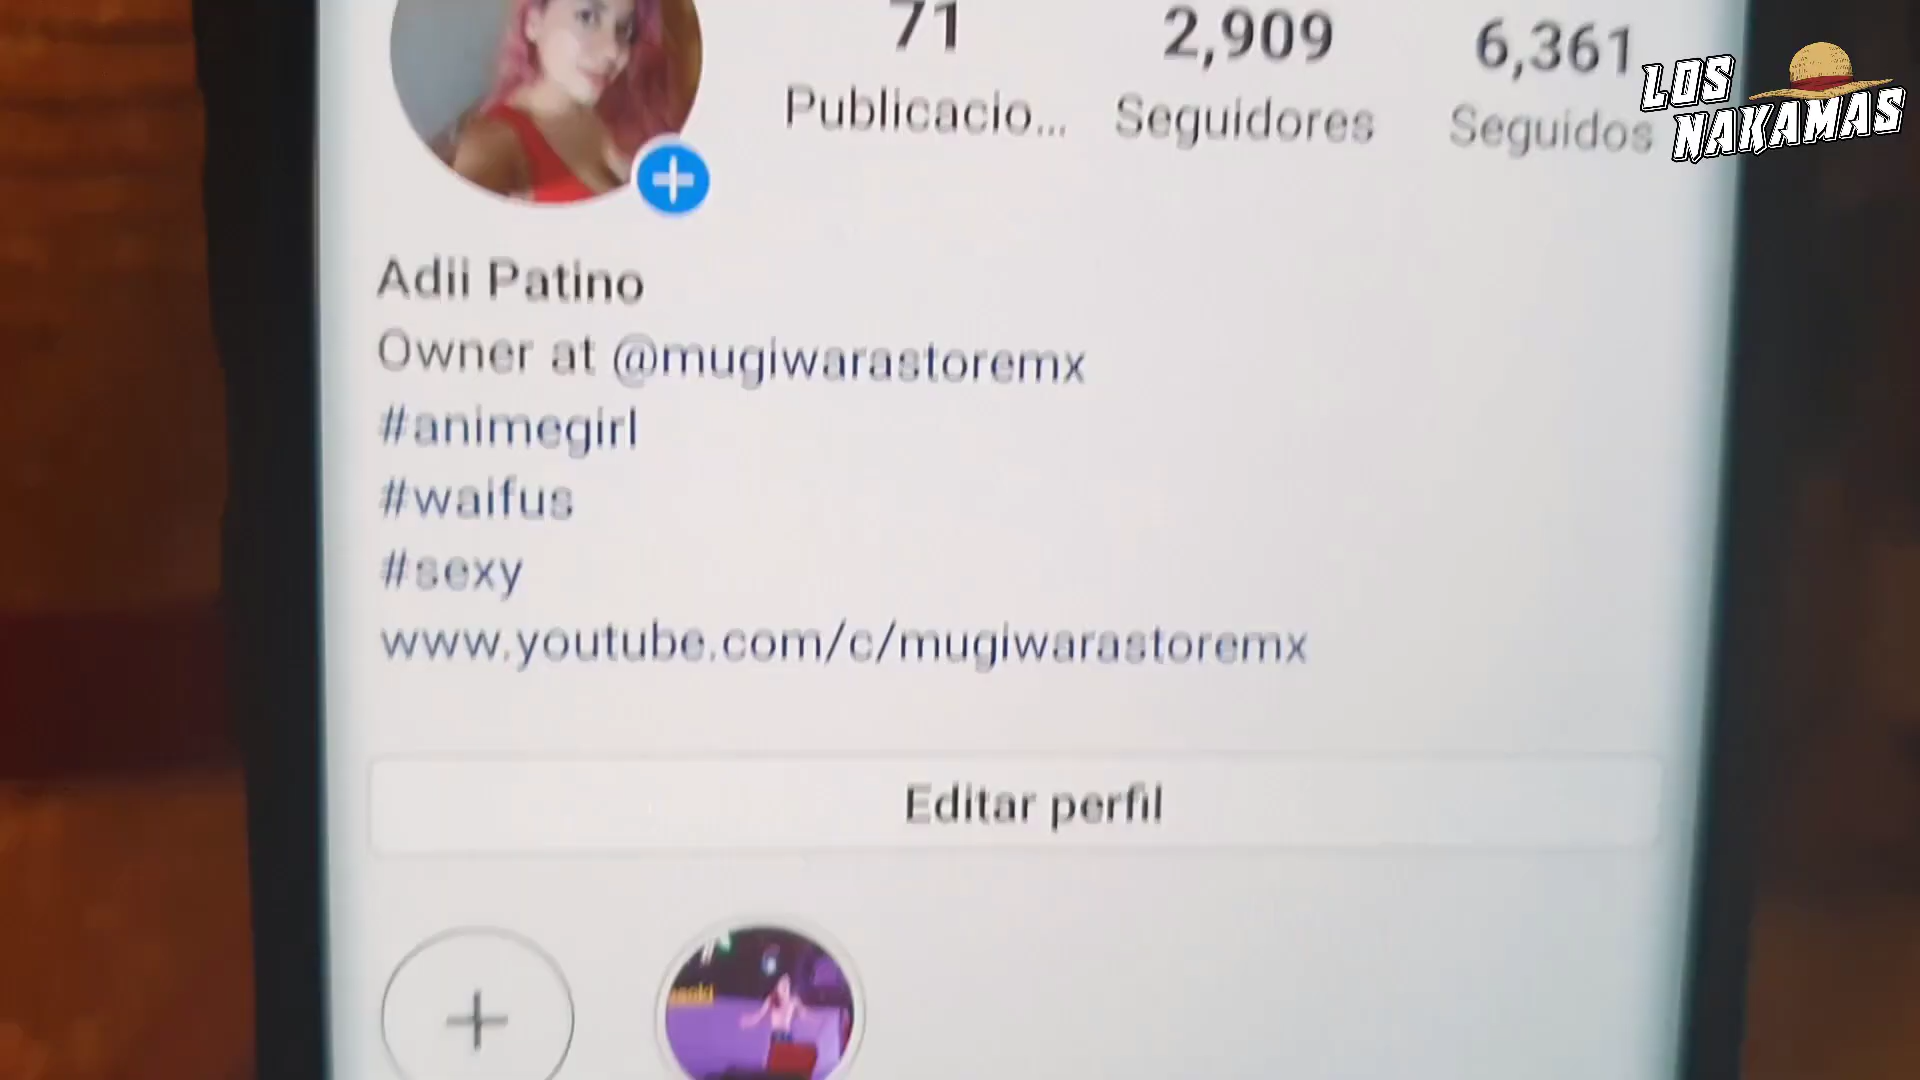 71
2,909
6,361
Publicacio...
Seguidores
Seguidos
LOS
NAKAMAS
Adii Patino
Owner at @mugiwarastoremx
#animegirl
#waifus
#sexy
www.youtube.com/c/mugiwarastoremx
Editar perfil